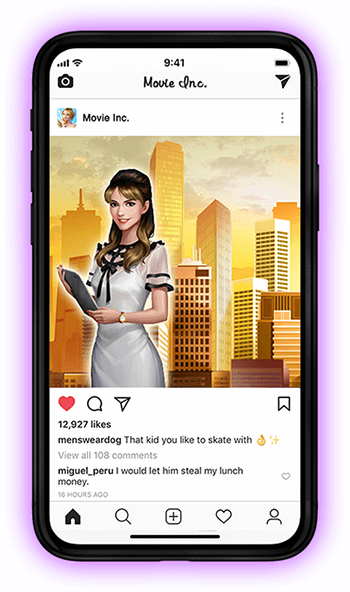 9:41
Movie Inc.
Movie Inc.
12,927 likes
mensweardog That kid you like to skate with 👌✨
View all 108 comments
miguel_peru I would let him steal my lunch
money.
16 HOURS AGO